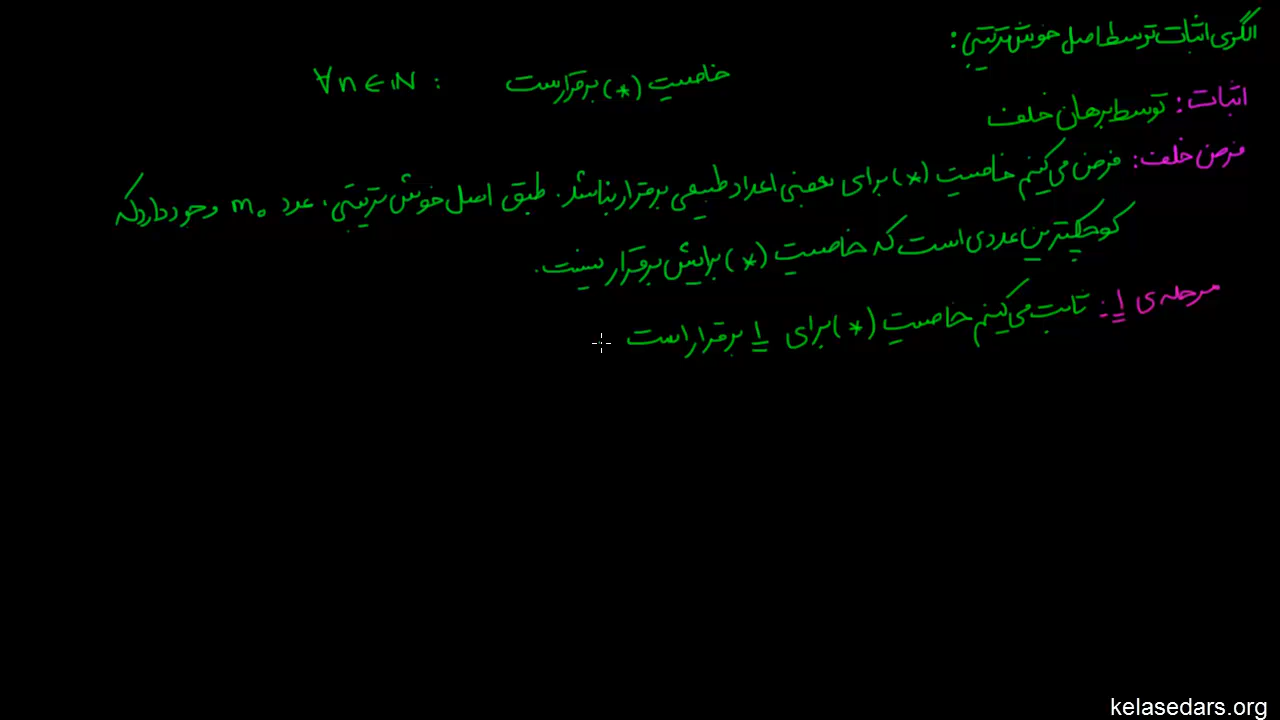 الگوی اثبات توسط اصل خوش ترتیبی :
∀n ∈ ℕ : خاصیت (*) برقرار است
اثبات : توسط برهان خلف
فرض خلف : فرض می‌کنیم خاصیت (*) برای بعضی اعداد طبیعی برقرار نباشد. طبق اصل خوش ترتیبی، عدد m₀ وجود دارد که
کوچکترین عددی است که خاصیت (*) برایش برقرار نیست.
مرحله‌ی 1 : ثابت می‌کنیم خاصیت (*) برای 1 برقرار است
kelasedars.org